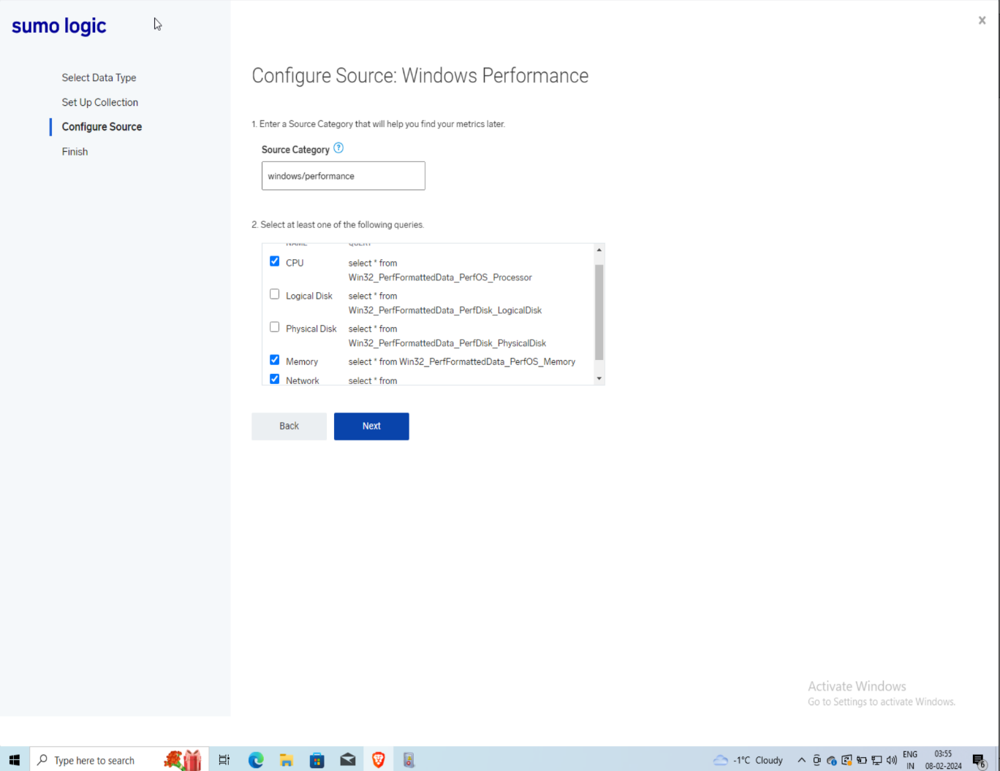 sumo logic
x
Select Data Type
Set Up Collection
Configure Source
Finish
Configure Source: Windows Performance
1. Enter a Source Category that will help you find your metrics later.
Source Category ?
windows/performance
2. Select at least one of the following queries.
NAME QUERY
CPU select * from
Win32_PerfFormattedData_PerfOS_Processor
Logical Disk select * from
Win32_PerfFormattedData_PerfDisk_LogicalDisk
Physical Disk select * from
Win32_PerfFormattedData_PerfDisk_PhysicalDisk
Memory select * from Win32_PerfFormattedData_PerfOS_Memory
Network select * from
Back Next
Activate Windows
Go to Settings to activate Windows.
Type here to search
-1°C Cloudy
ENG
IN
03:55
08-02-2024
6